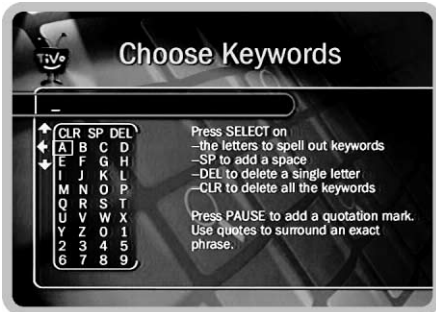 TiVo
Choose Keywords
_
CLR SP DEL
A B C D
E F G H
I J K L
M N O P
Q R S T
U V W X
Y Z 0 1
2 3 4 5
6 7 8 9
Press SELECT on
–the letters to spell out keywords
–SP to add a space
–DEL to delete a single letter
–CLR to delete all the keywords
Press PAUSE to add a quotation mark.
Use quotes to surround an exact
phrase.